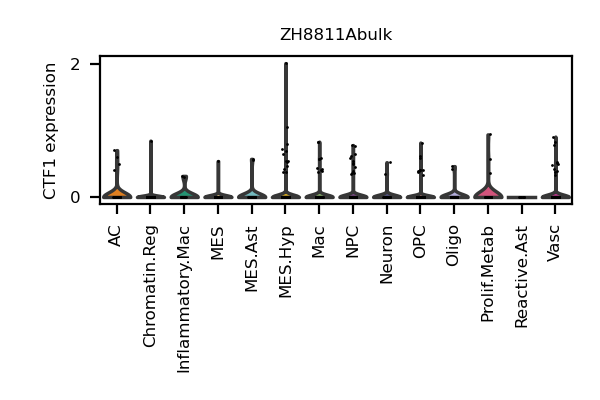 ZH8811Abulk
CTF1 expression
2
0
AC
Chromatin.Reg
Inflammatory.Mac
MES
MES.Ast
MES.Hyp
Mac
NPC
Neuron
OPC
Oligo
Prolif.Metab
Reactive.Ast
Vasc